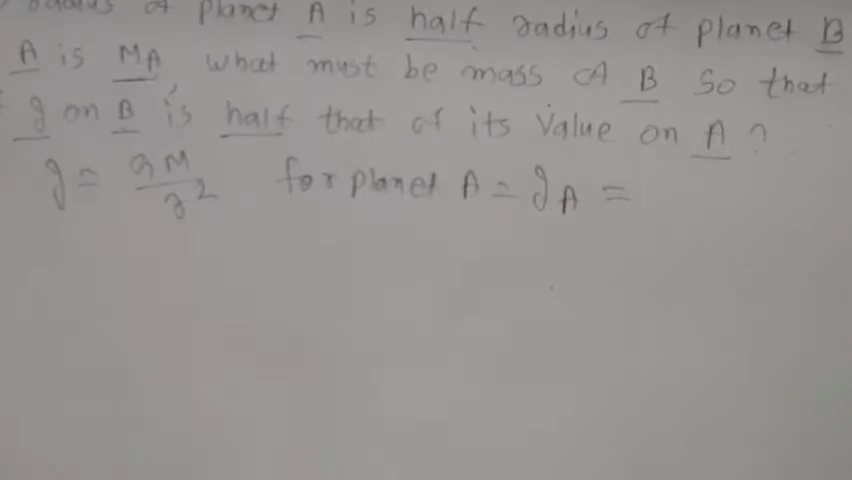 radius of planet A is half radius of planet B
A is MA what must be mass of B so that
g on B is half that of its value on A?
g = GM/r² for planet A = gA =